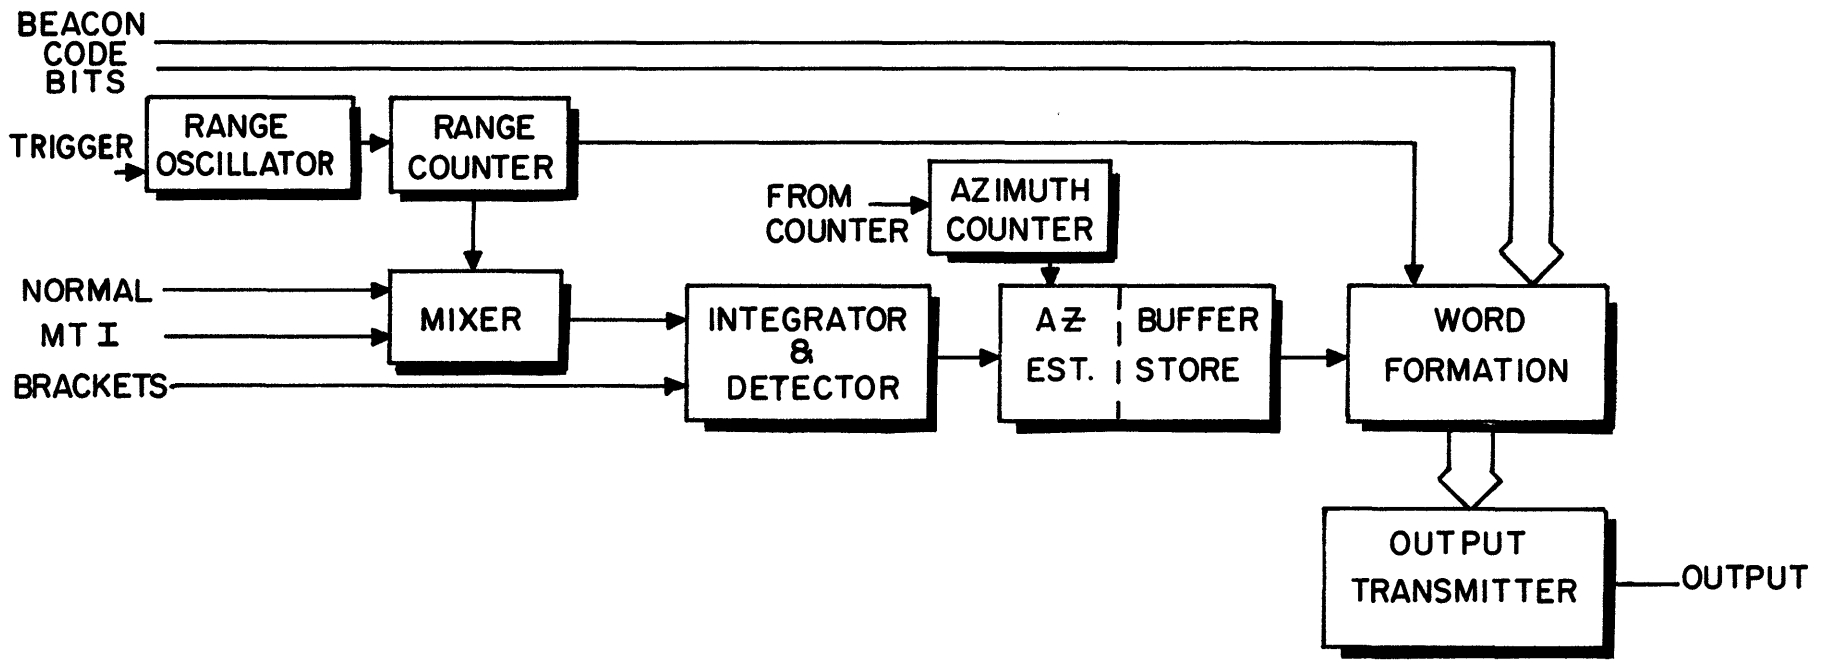 BEACON
CODE
BITS
TRIGGER
RANGE
OSCILLATOR
RANGE
COUNTER
FROM
COUNTER
AZIMUTH
COUNTER
NORMAL
MTI
BRACKETS
MIXER
INTEGRATOR
&
DETECTOR
AZ
EST.
BUFFER
STORE
WORD
FORMATION
OUTPUT
TRANSMITTER
OUTPUT